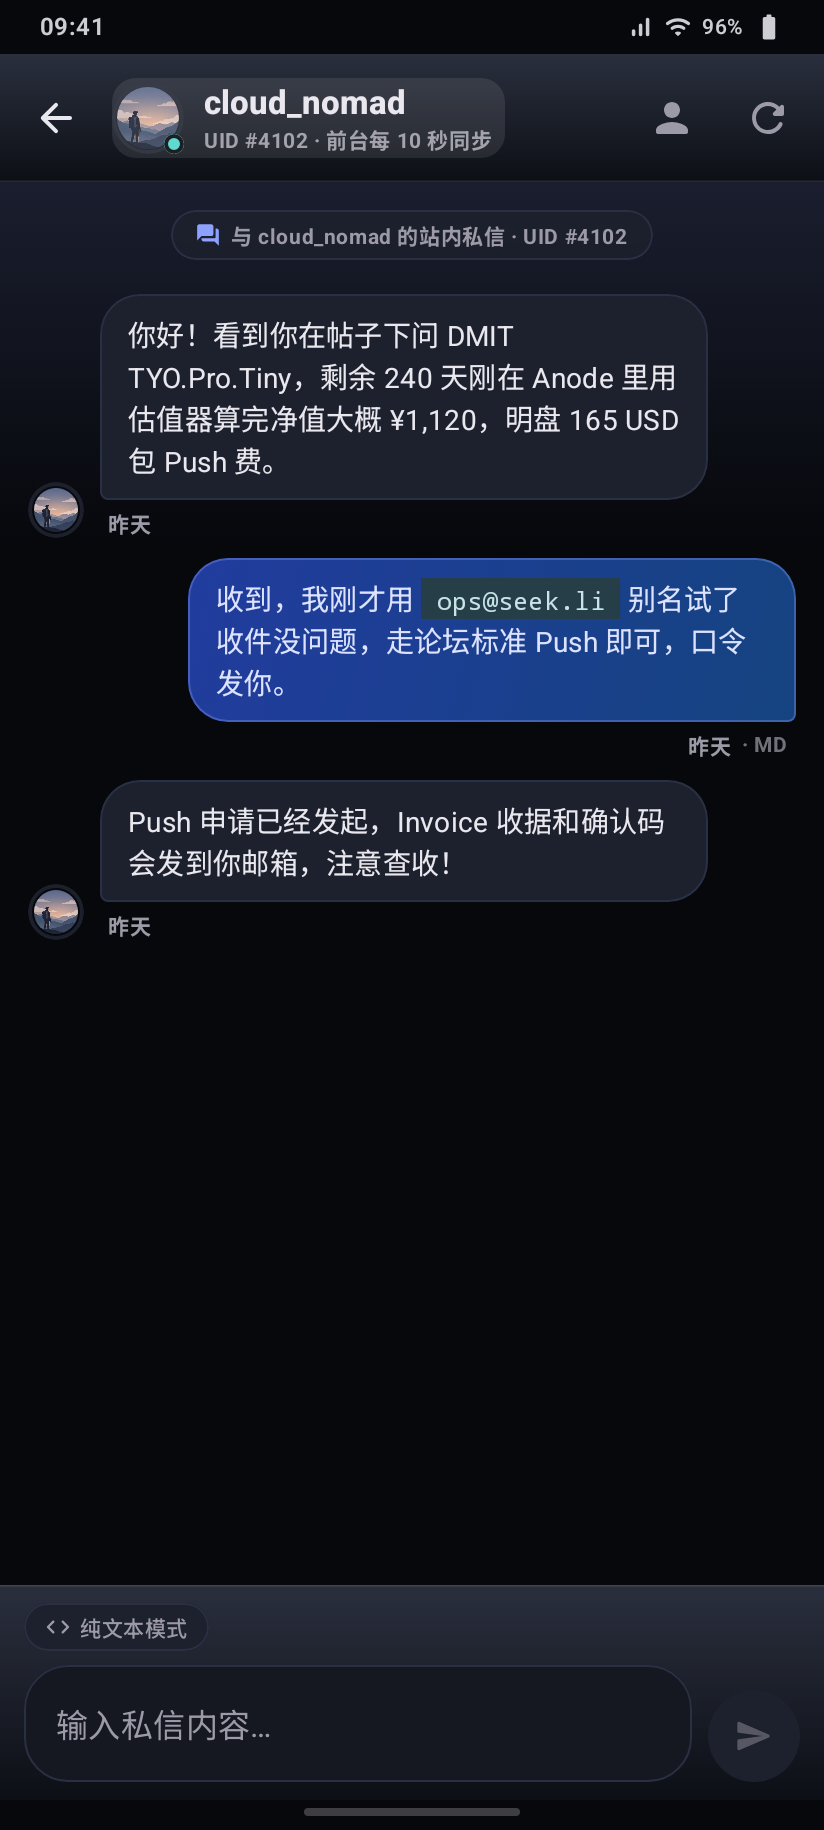 09:41
96%
cloud_nomad
UID #4102 · 前台每 10 秒同步
与 cloud_nomad 的站内私信 · UID #4102
你好！看到你在帖子下问 DMIT
TYO.Pro.Tiny，剩余 240 天刚在 Anode 里用
估值器算完净值大概 ¥1,120，明盘 165 USD
包 Push 费。
昨天
收到，我刚才用 ops@seek.li 别名试了
收件没问题，走论坛标准 Push 即可，口令
发你。
昨天 · MD
Push 申请已经发起，Invoice 收据和确认码
会发到你邮箱，注意查收！
昨天
纯文本模式
输入私信内容...